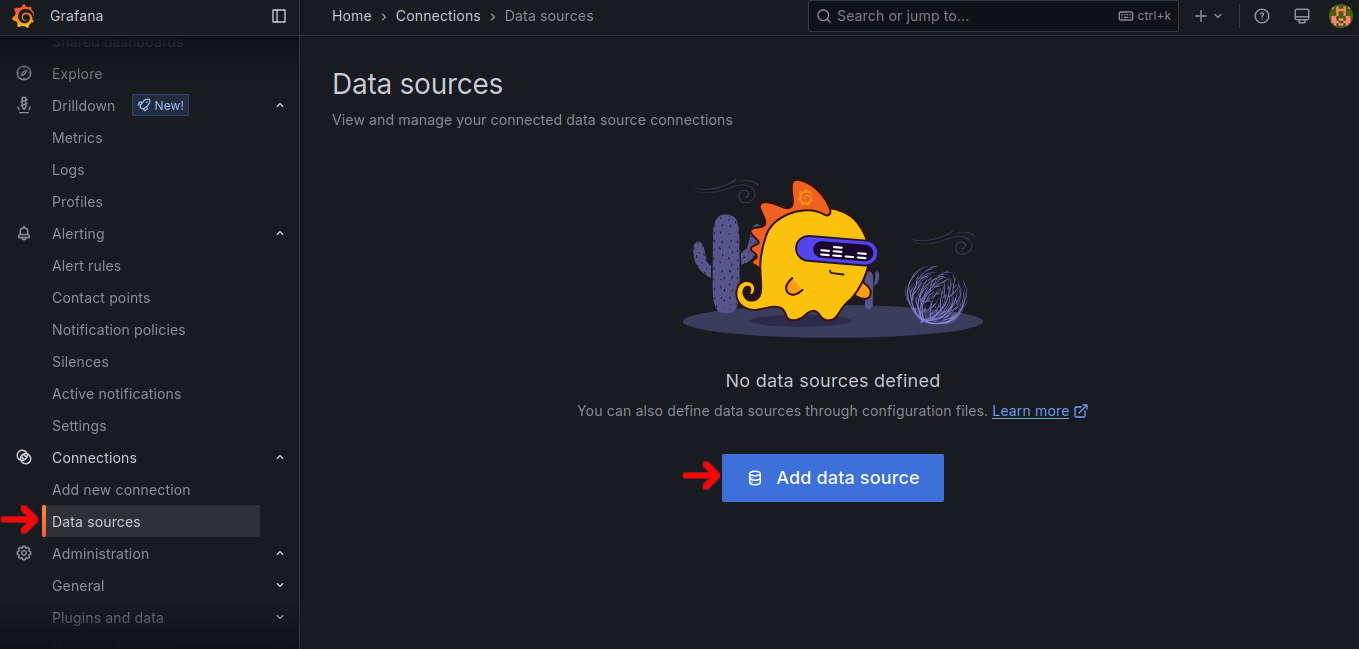 Grafana
Home › Connections › Data sources
Search or jump to...
ctrl+k
Shared dashboards
Explore
Drilldown
New!
Metrics
Logs
Profiles
Alerting
Alert rules
Contact points
Notification policies
Silences
Active notifications
Settings
Connections
Add new connection
Data sources
Administration
General
Plugins and data
Data sources
View and manage your connected data source connections
No data sources defined
You can also define data sources through configuration files. Learn more
Add data source